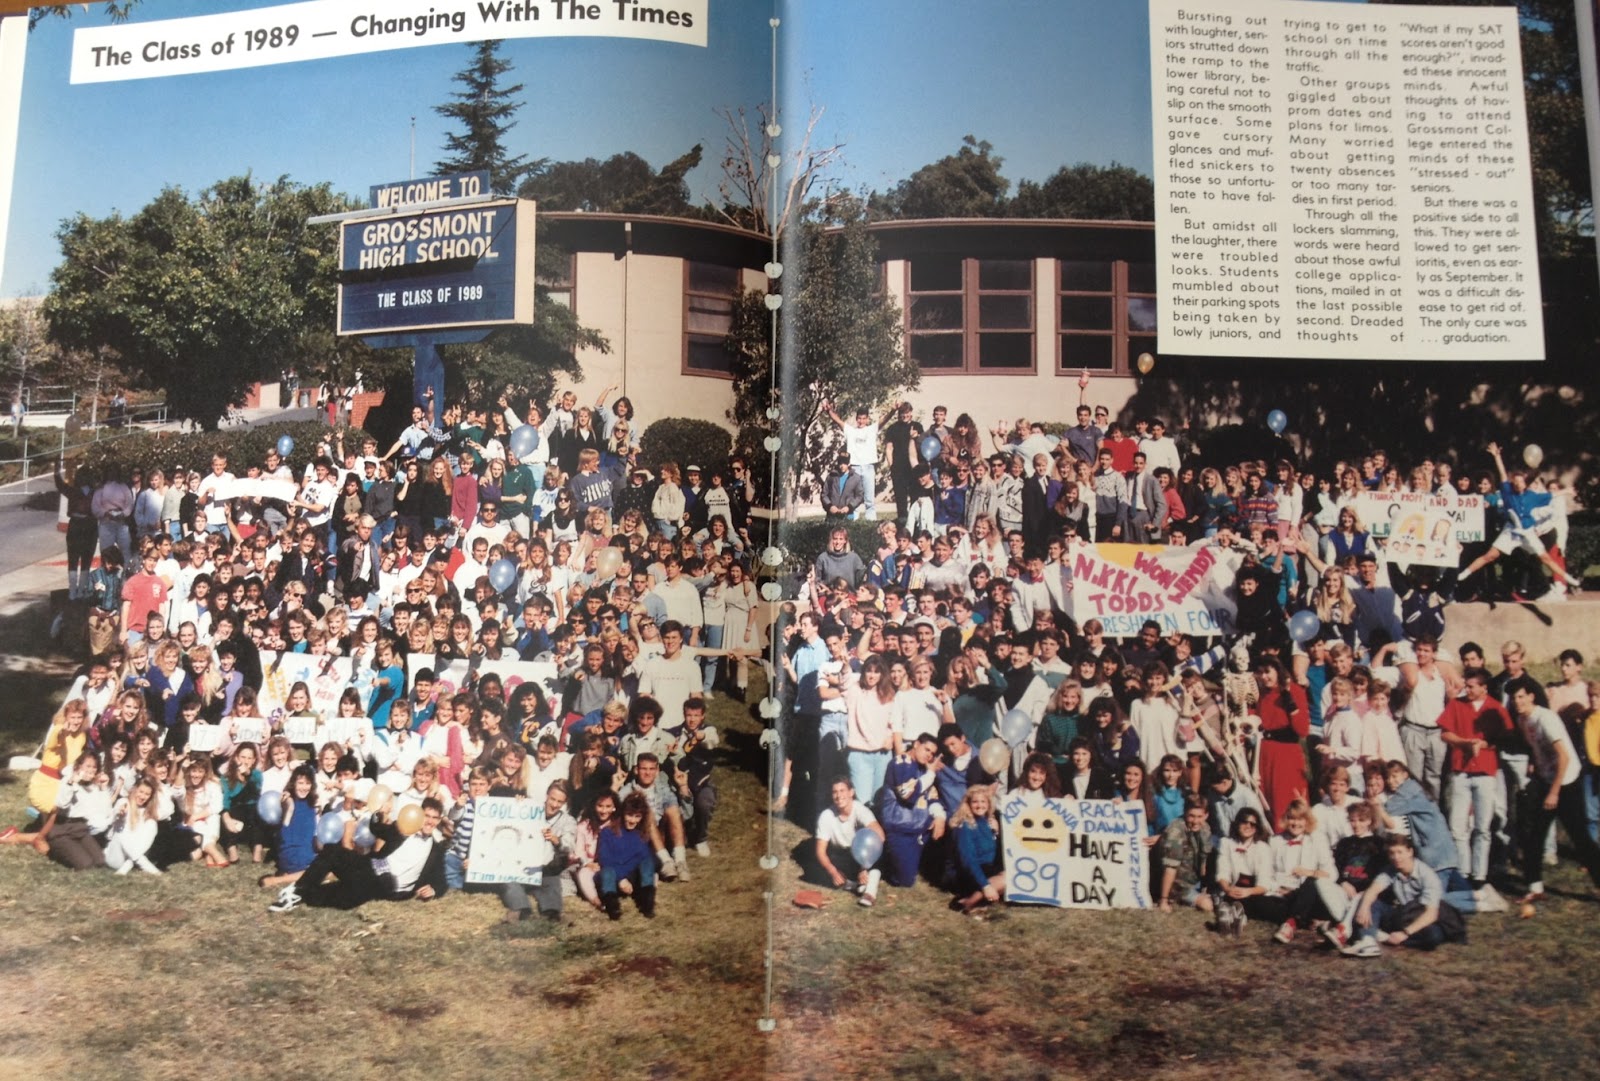 The Class of 1989 — Changing With The Times
Bursting out
with laughter, sen-
iors strutted down
the ramp to the
lower library, be-
ing careful not to
slip on the smooth
surface. Some
gave cursory
glances and muf-
fled snickers to
those so unfortu-
nate to have fal-
len.
But amidst all
the laughter, there
were troubled
looks. Students
mumbled about
their parking spots
being taken by
lowly juniors, and
trying to get to
school on time
through all the
traffic.
Other groups
giggled about
prom dates and
plans for limos.
Many worried
about getting
twenty absences
or too many tar-
dies in first period.
Through all the
lockers slamming,
words were heard
about those awful
college applica-
tions, mailed in at
the last possible
second. Dreaded
thoughts of
"What if my SAT
scores aren't good
enough?", invad-
ed these innocent
minds. Awful
thoughts of hav-
ing to attend
Grossmont Col-
lege entered the
minds of these
"stressed - out"
seniors.
But there was a
positive side to all
this. They were al-
lowed to get sen-
ioritis, even as ear-
ly as September. It
was a difficult dis-
ease to get rid of.
The only cure was
... graduation.
WELCOME TO
GROSSMONT
HIGH SCHOOL
THE CLASS OF 1989
THANX MOM AND DAD
NIKKI WON WENDY
TODDS
FRESHMEN FOUR
COOL GUY
TIM
KIM TANIA RACH
DAWN JENNI
'89 HAVE
A
DAY